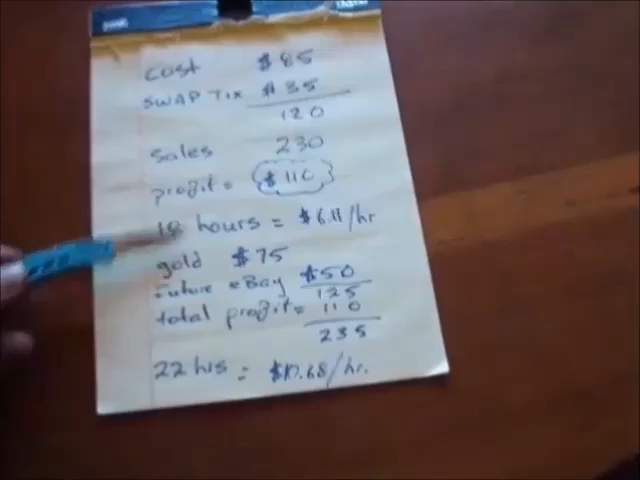 cost $85
SWAP TIX $35
120
sales 230
profit = $110
18 hours = $6.11/hr
gold $75
Future eBay $50
125
total profit = 110
235
22 hrs = $10.68/hr.